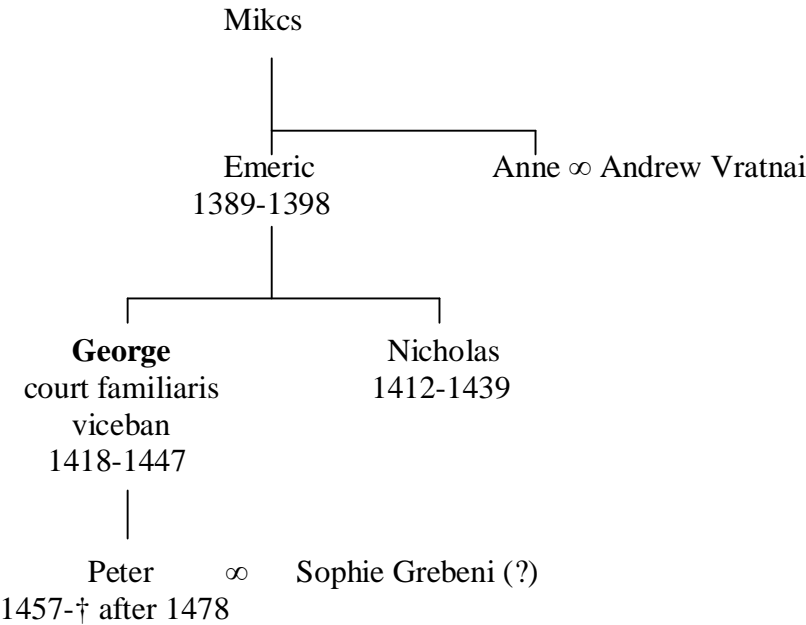 Mikcs
Emeric
1389-1398
Anne ∞ Andrew Vratnai
George
court familiaris
viceban
1418-1447
Nicholas
1412-1439
Peter ∞ Sophie Grebeni (?)
1457-† after 1478